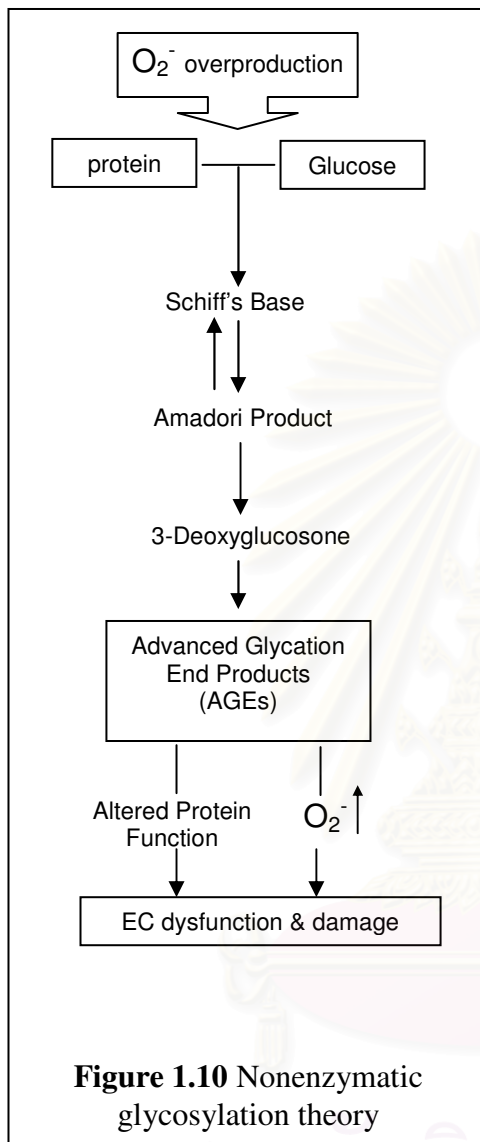 O₂⁻ overproduction
protein Glucose
Schiff's Base
Amadori Product
3-Deoxyglucosone
Advanced Glycation
End Products
(AGEs)
Altered Protein
Function
O₂⁻
EC dysfunction & damage
Figure 1.10 Nonenzymatic
glycosylation theory